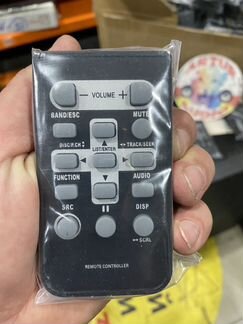 − VOLUME +
BAND/ESC MUTE
DISC/P.CH TRACK/SEEK
LIST/ENTER
FUNCTION AUDIO
SRC DISP
SCRL
REMOTE CONTROLLER